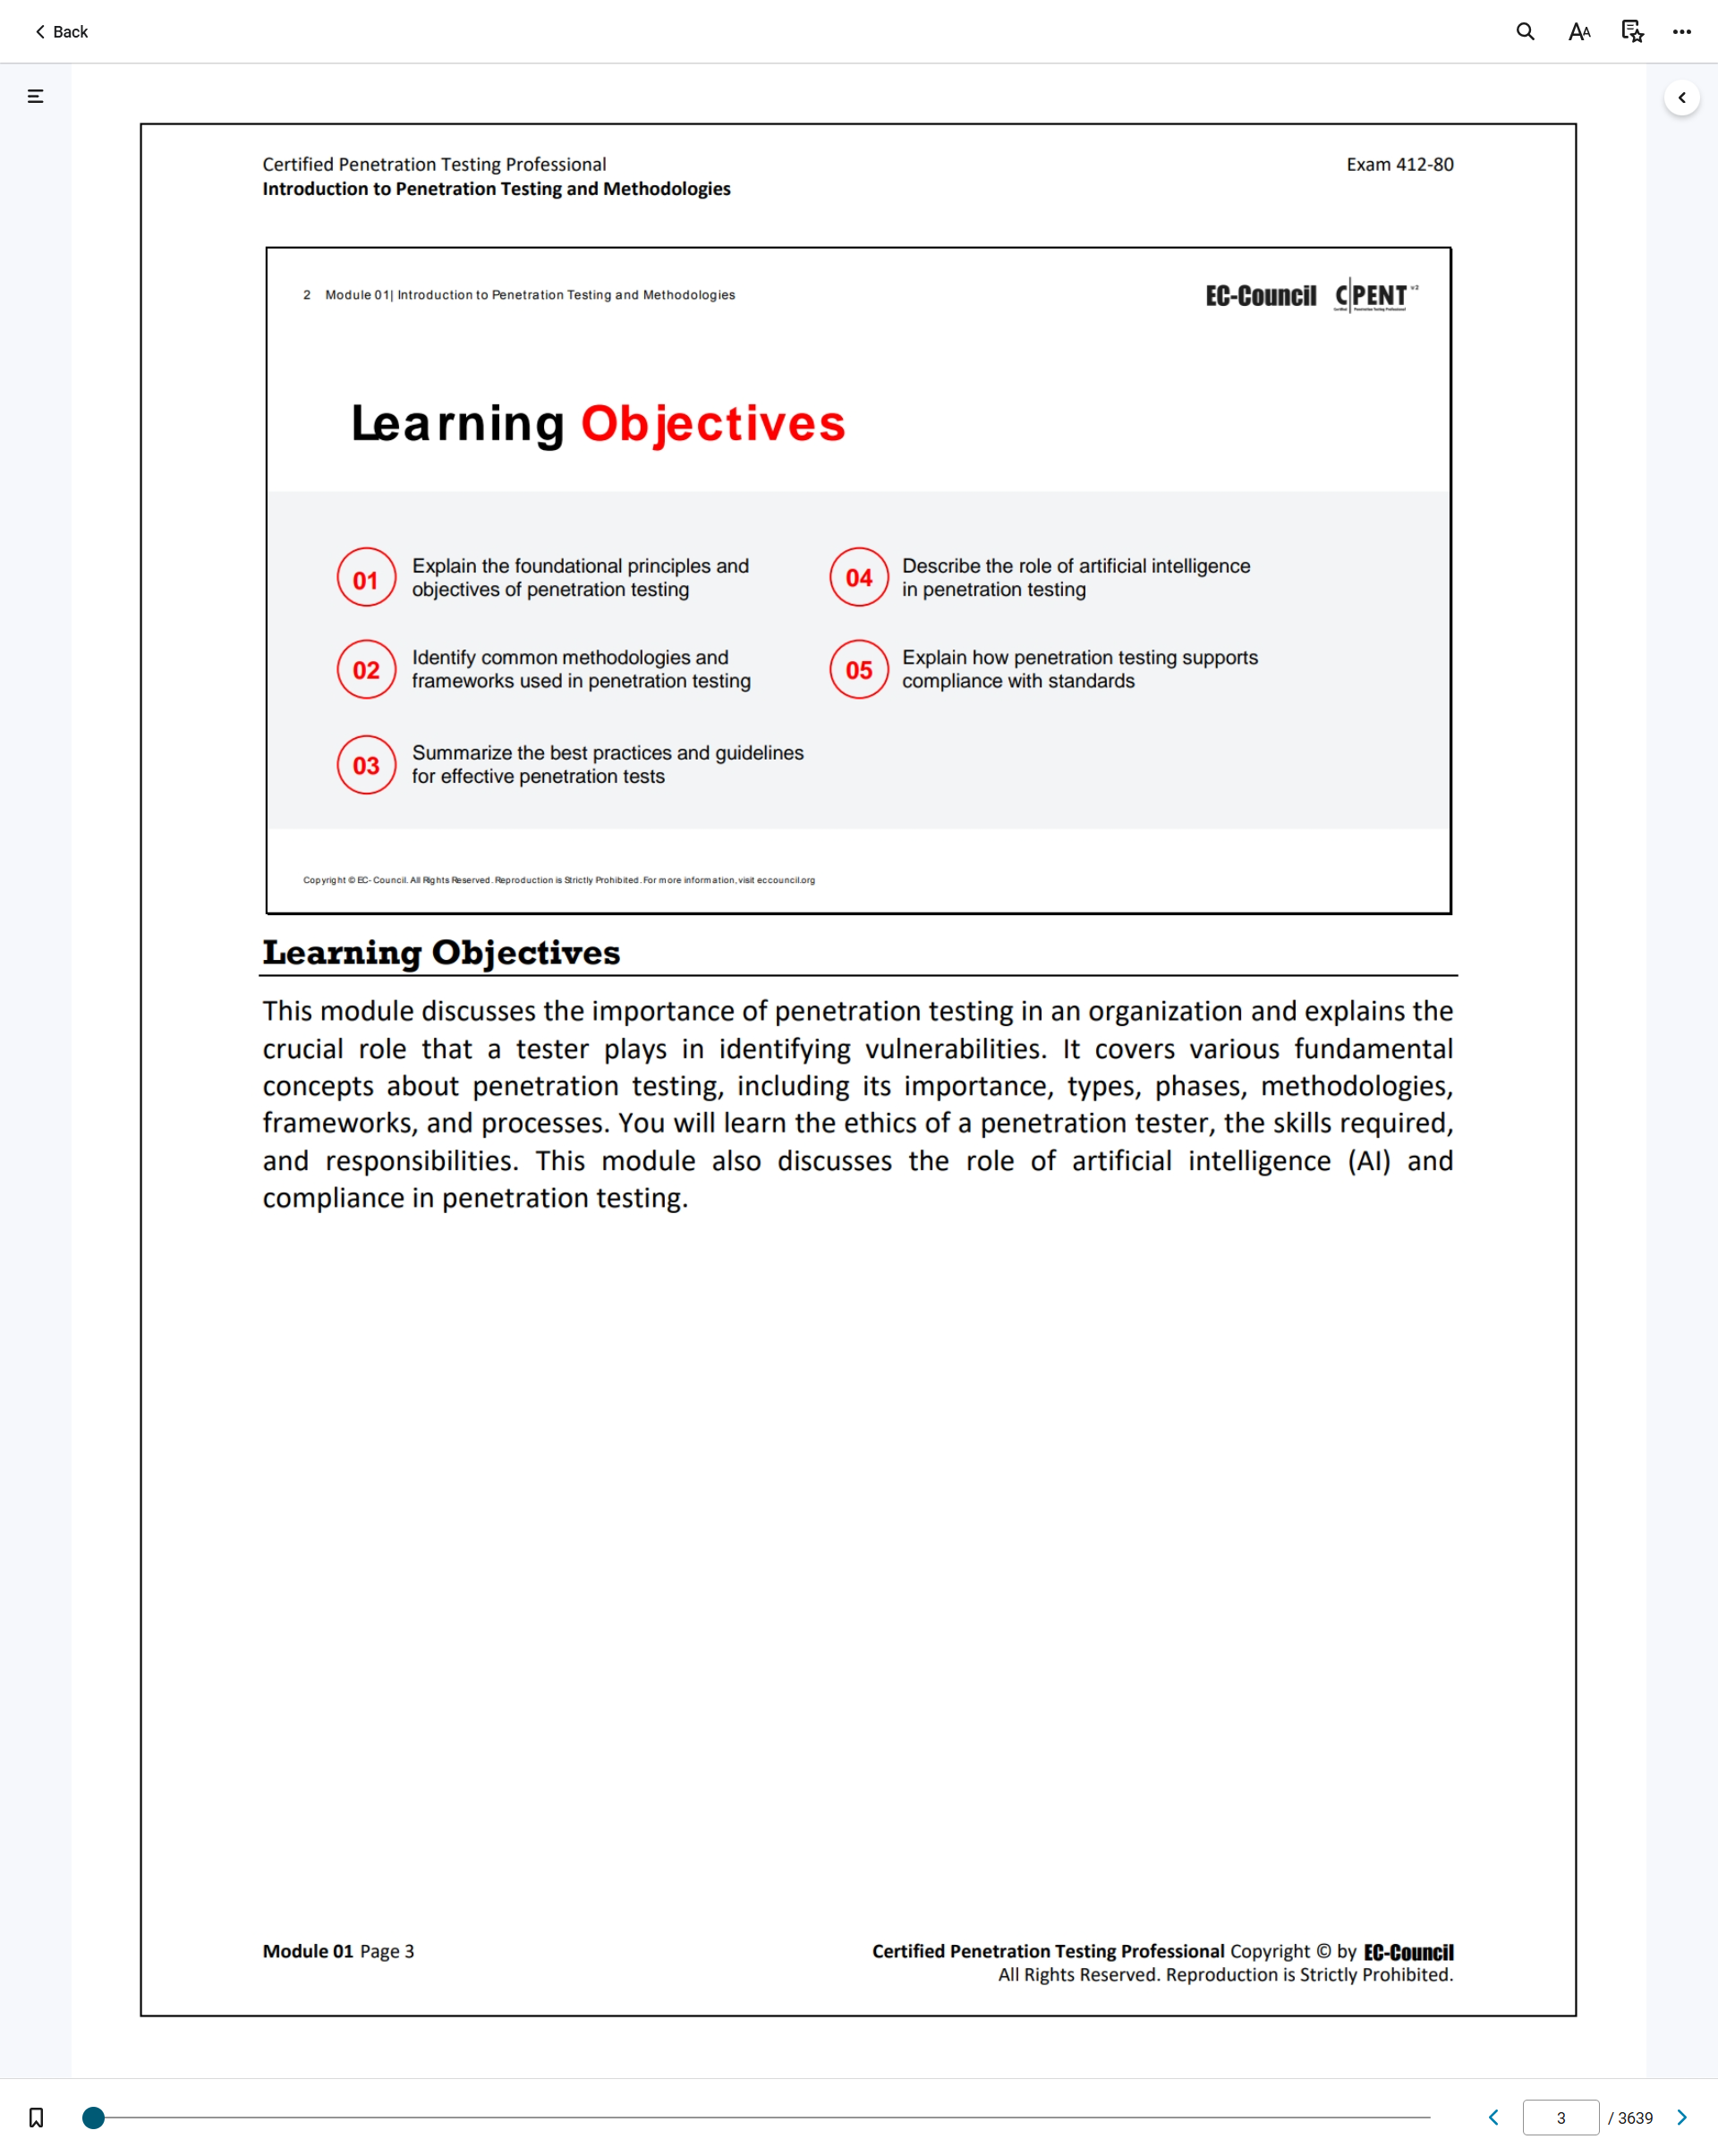 Back
Certified Penetration Testing Professional
Exam 412-80
Introduction to Penetration Testing and Methodologies
2 Module 01| Introduction to Penetration Testing and Methodologies
EC-Council C|PENT v2
Learning Objectives
01 Explain the foundational principles and
objectives of penetration testing
02 Identify common methodologies and
frameworks used in penetration testing
03 Summarize the best practices and guidelines
for effective penetration tests
04 Describe the role of artificial intelligence
in penetration testing
05 Explain how penetration testing supports
compliance with standards
Copyright © EC-Council. All Rights Reserved. Reproduction is Strictly Prohibited. For more information, visit eccouncil.org
Learning Objectives
This module discusses the importance of penetration testing in an organization and explains the
crucial role that a tester plays in identifying vulnerabilities. It covers various fundamental
concepts about penetration testing, including its importance, types, phases, methodologies,
frameworks, and processes. You will learn the ethics of a penetration tester, the skills required,
and responsibilities. This module also discusses the role of artificial intelligence (AI) and
compliance in penetration testing.
Module 01 Page 3
Certified Penetration Testing Professional Copyright © by EC-Council
All Rights Reserved. Reproduction is Strictly Prohibited.
3 / 3639